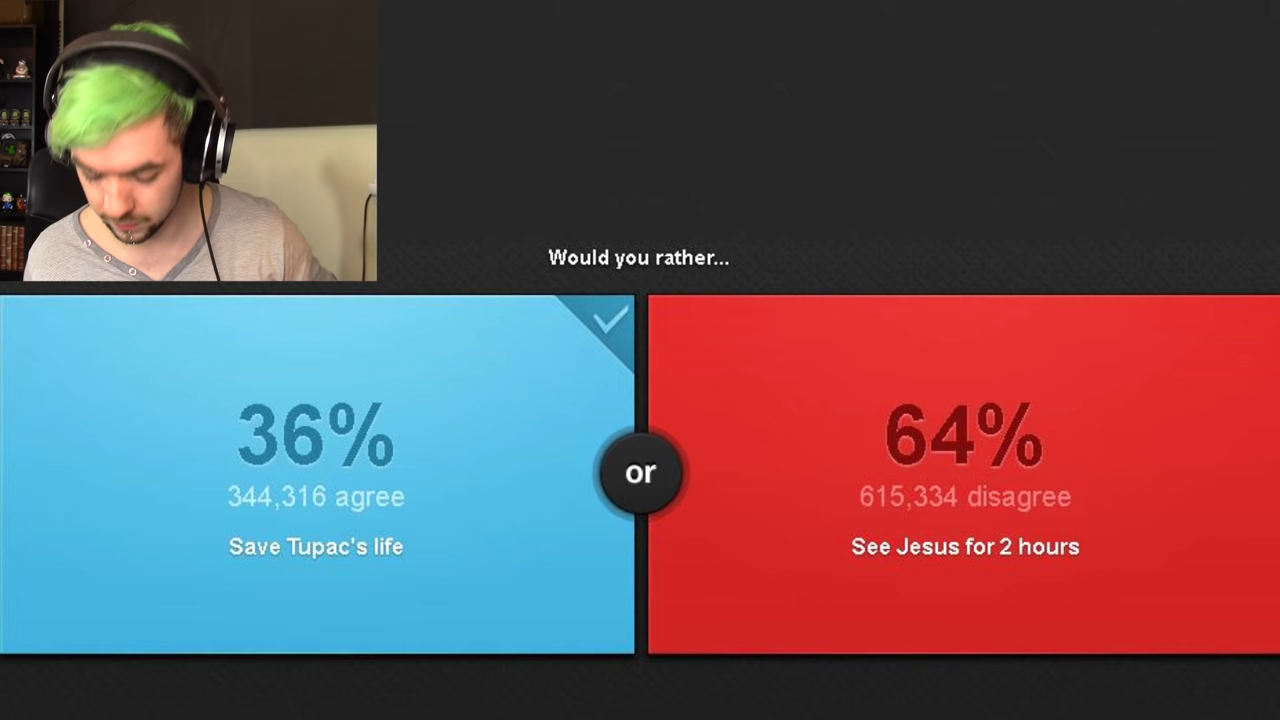 Would you rather...
36%
344,316 agree
Save Tupac's life
or
64%
615,334 disagree
See Jesus for 2 hours